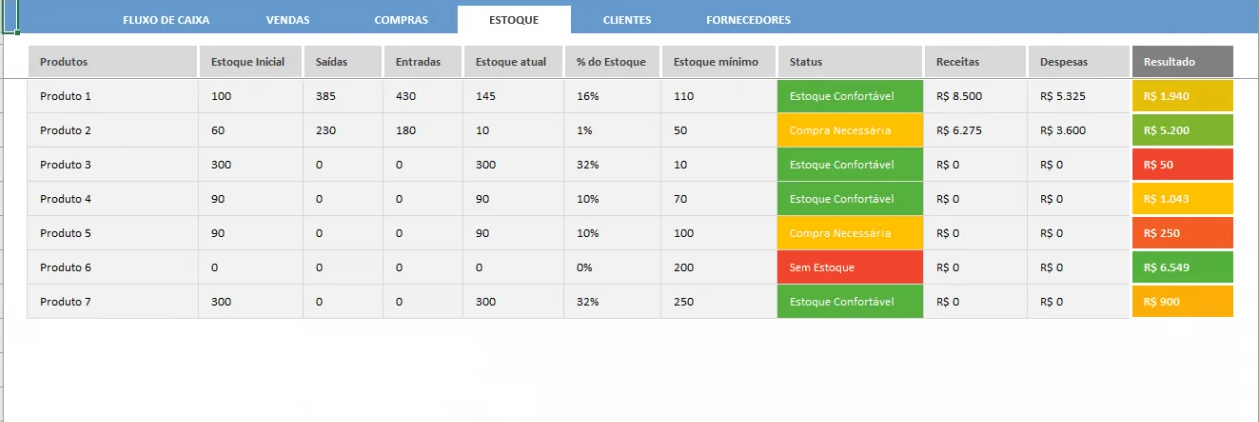 FLUXO DE CAIXA VENDAS COMPRAS ESTOQUE CLIENTES FORNECEDORES
Produtos Estoque Inicial Saídas Entradas Estoque atual % do Estoque Estoque mínimo Status Receitas Despesas Resultado
Produto 1 100 385 430 145 16% 110 Estoque Confortável R$ 8.500 R$ 5.325 R$ 1.940
Produto 2 60 230 180 10 1% 50 Compra Necessária R$ 6.275 R$ 3.600 R$ 5.200
Produto 3 300 0 0 300 32% 10 Estoque Confortável R$ 0 R$ 0 R$ 50
Produto 4 90 0 0 90 10% 70 Estoque Confortável R$ 0 R$ 0 R$ 1.043
Produto 5 90 0 0 90 10% 100 Compra Necessária R$ 0 R$ 0 R$ 250
Produto 6 0 0 0 0 0% 200 Sem Estoque R$ 0 R$ 0 R$ 6.549
Produto 7 300 0 0 300 32% 250 Estoque Confortável R$ 0 R$ 0 R$ 900